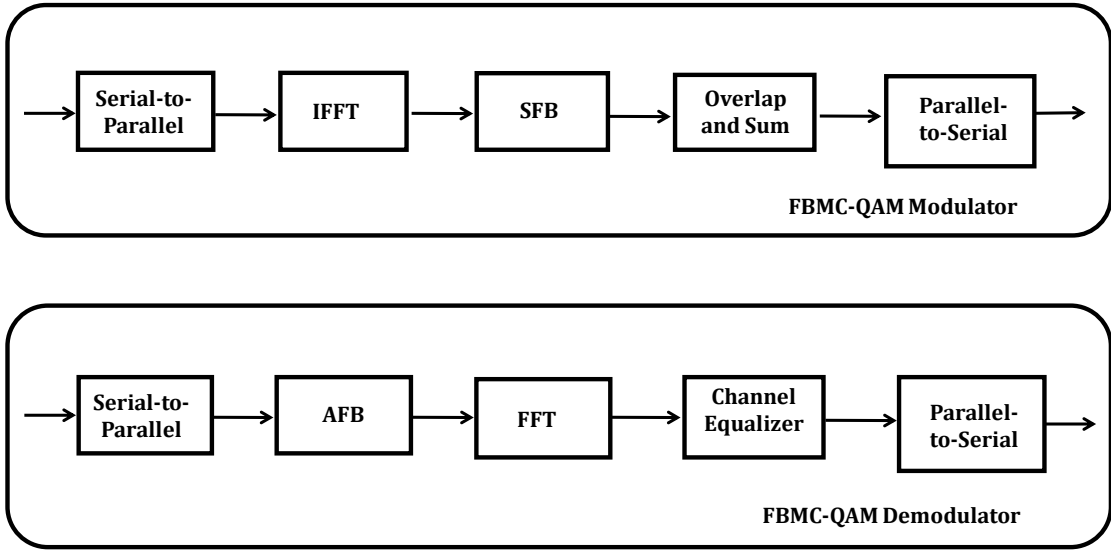 Serial-to-
Parallel
IFFT
SFB
Overlap
and Sum
Parallel-
to-Serial
FBMC-QAM Modulator
Serial-to-
Parallel
AFB
FFT
Channel
Equalizer
Parallel-
to-Serial
FBMC-QAM Demodulator